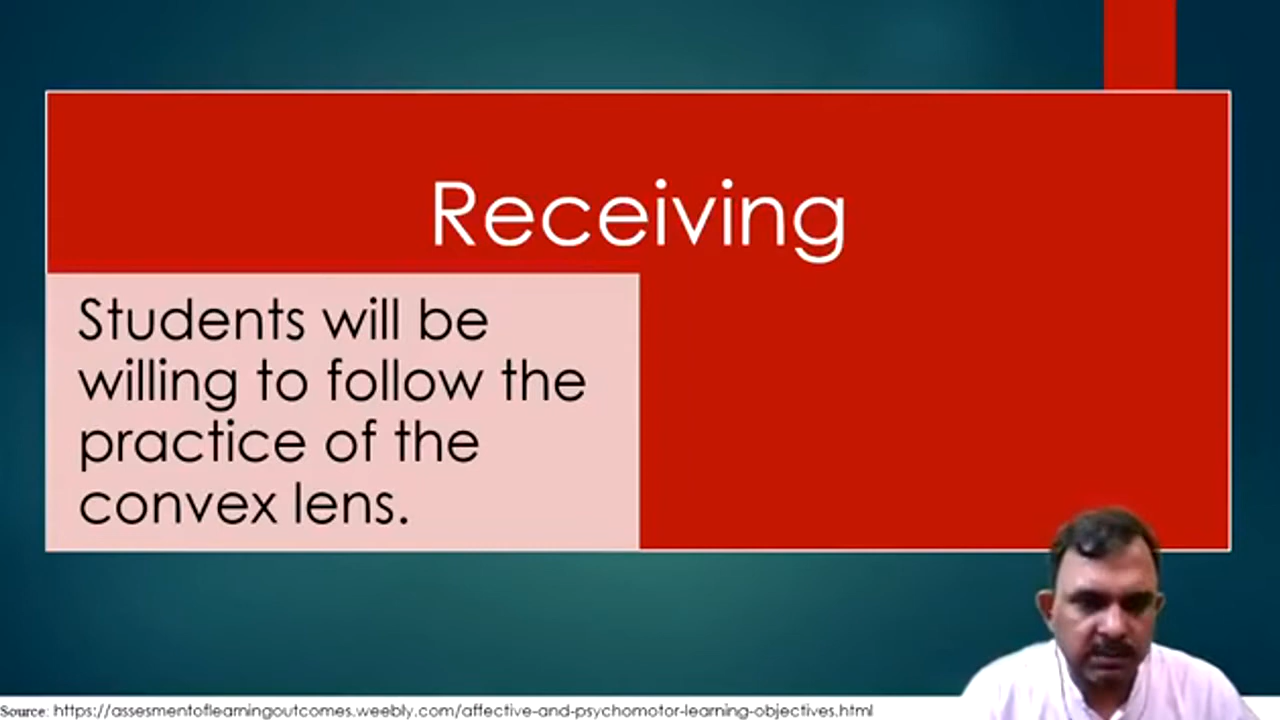 Receiving
Students will be
willing to follow the
practice of the
convex lens.
Source: https://assesmentoflearningoutcomes.weebly.com/affective-and-psychomotor-learning-objectives.html